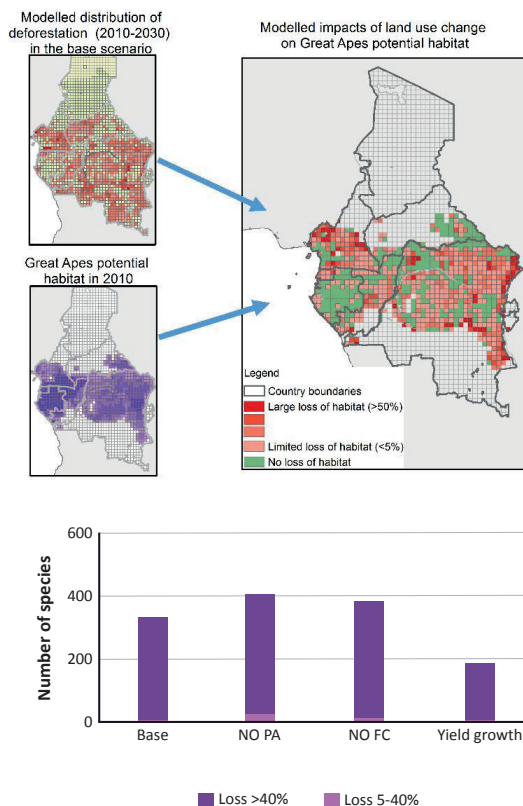 Modelled distribution of
deforestation (2010-2030)
in the base scenario
Great Apes potential
habitat in 2010
Modelled impacts of land use change
on Great Apes potential habitat
Legend
Country boundaries
Large loss of habitat (>50%)
Limited loss of habitat (<5%)
No loss of habitat
Number of species
600
400
200
0
Base NO PA NO FC Yield growth
Loss >40% Loss 5-40%